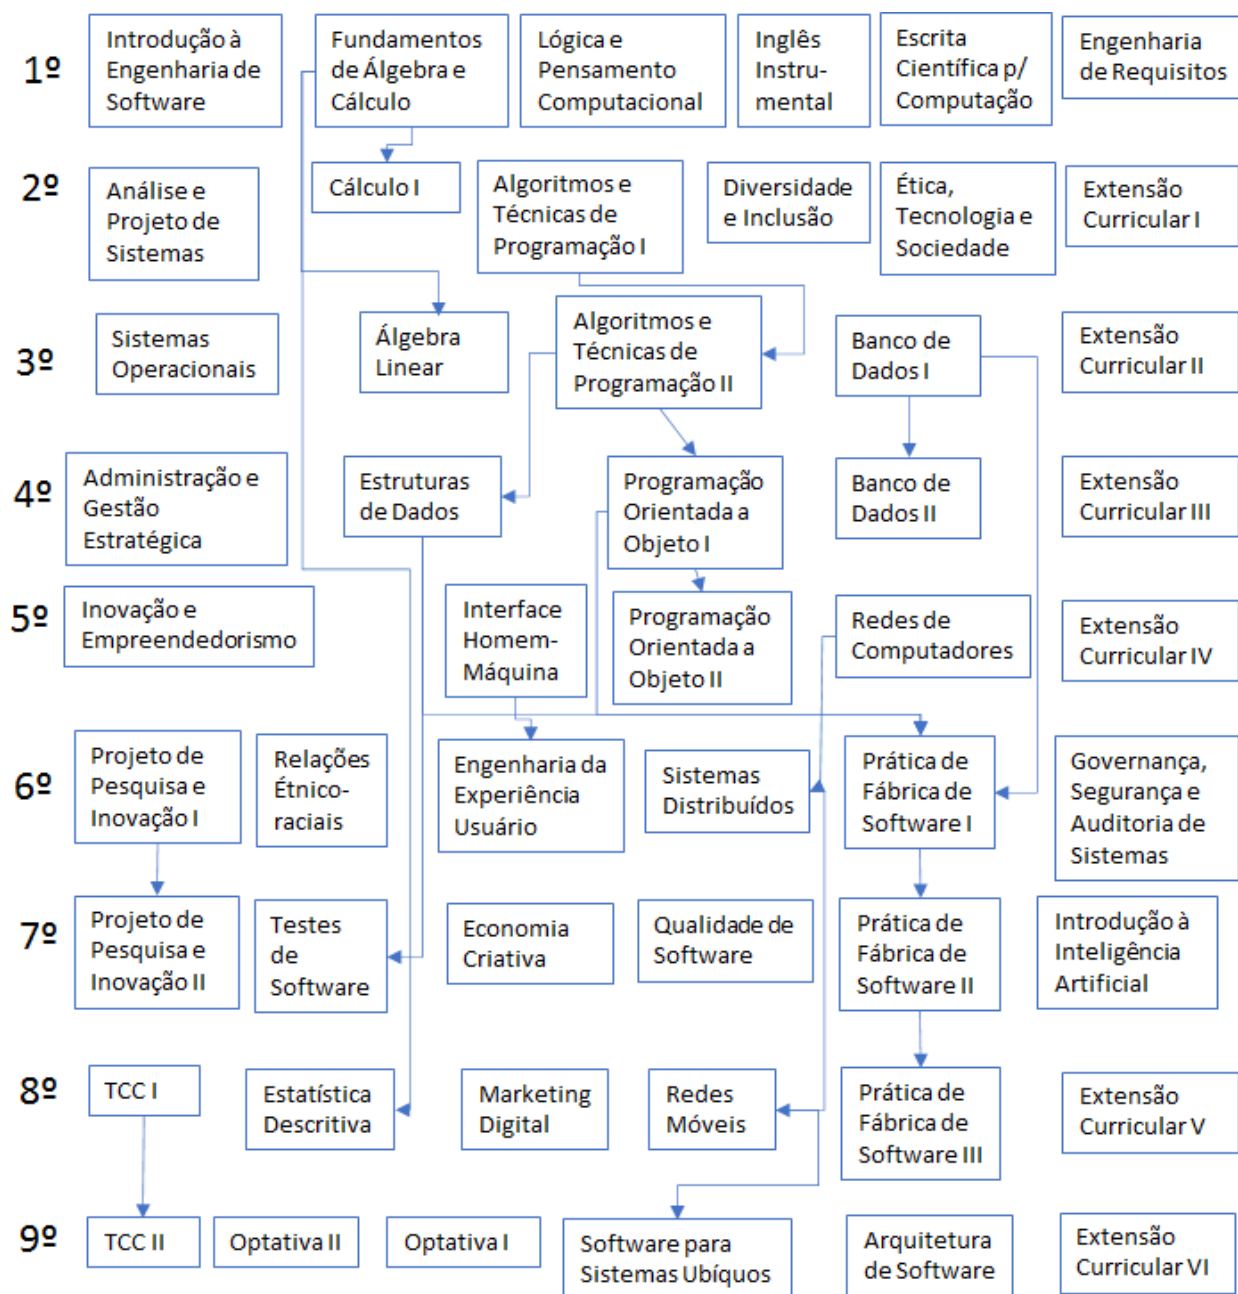 1º
Introdução à
Engenharia de
Software
Fundamentos
de Álgebra e
Cálculo
Lógica e
Pensamento
Computacional
Inglês
Instru-
mental
Escrita
Científica p/
Computação
Engenharia
de Requisitos
2º
Análise e
Projeto de
Sistemas
Cálculo I
Algoritmos e
Técnicas de
Programação I
Diversidade
e Inclusão
Ética,
Tecnologia e
Sociedade
Extensão
Curricular I
3º
Sistemas
Operacionais
Álgebra
Linear
Algoritmos e
Técnicas de
Programação II
Banco de
Dados I
Extensão
Curricular II
4º
Administração e
Gestão
Estratégica
Estruturas
de Dados
Programação
Orientada a
Objeto I
Banco de
Dados II
Extensão
Curricular III
5º
Inovação e
Empreendedorismo
Interface
Homem-
Máquina
Programação
Orientada a
Objeto II
Redes de
Computadores
Extensão
Curricular IV
6º
Projeto de
Pesquisa e
Inovação I
Relações
Étnico-
raciais
Engenharia da
Experiência
Usuário
Sistemas
Distribuídos
Prática de
Fábrica de
Software I
Governança,
Segurança e
Auditoria de
Sistemas
7º
Projeto de
Pesquisa e
Inovação II
Testes
de
Software
Economia
Criativa
Qualidade de
Software
Prática de
Fábrica de
Software II
Introdução à
Inteligência
Artificial
8º
TCC I
Estatística
Descritiva
Marketing
Digital
Redes
Móveis
Prática de
Fábrica de
Software III
Extensão
Curricular V
9º
TCC II
Optativa II
Optativa I
Software para
Sistemas Ubíquos
Arquitetura
de Software
Extensão
Curricular VI